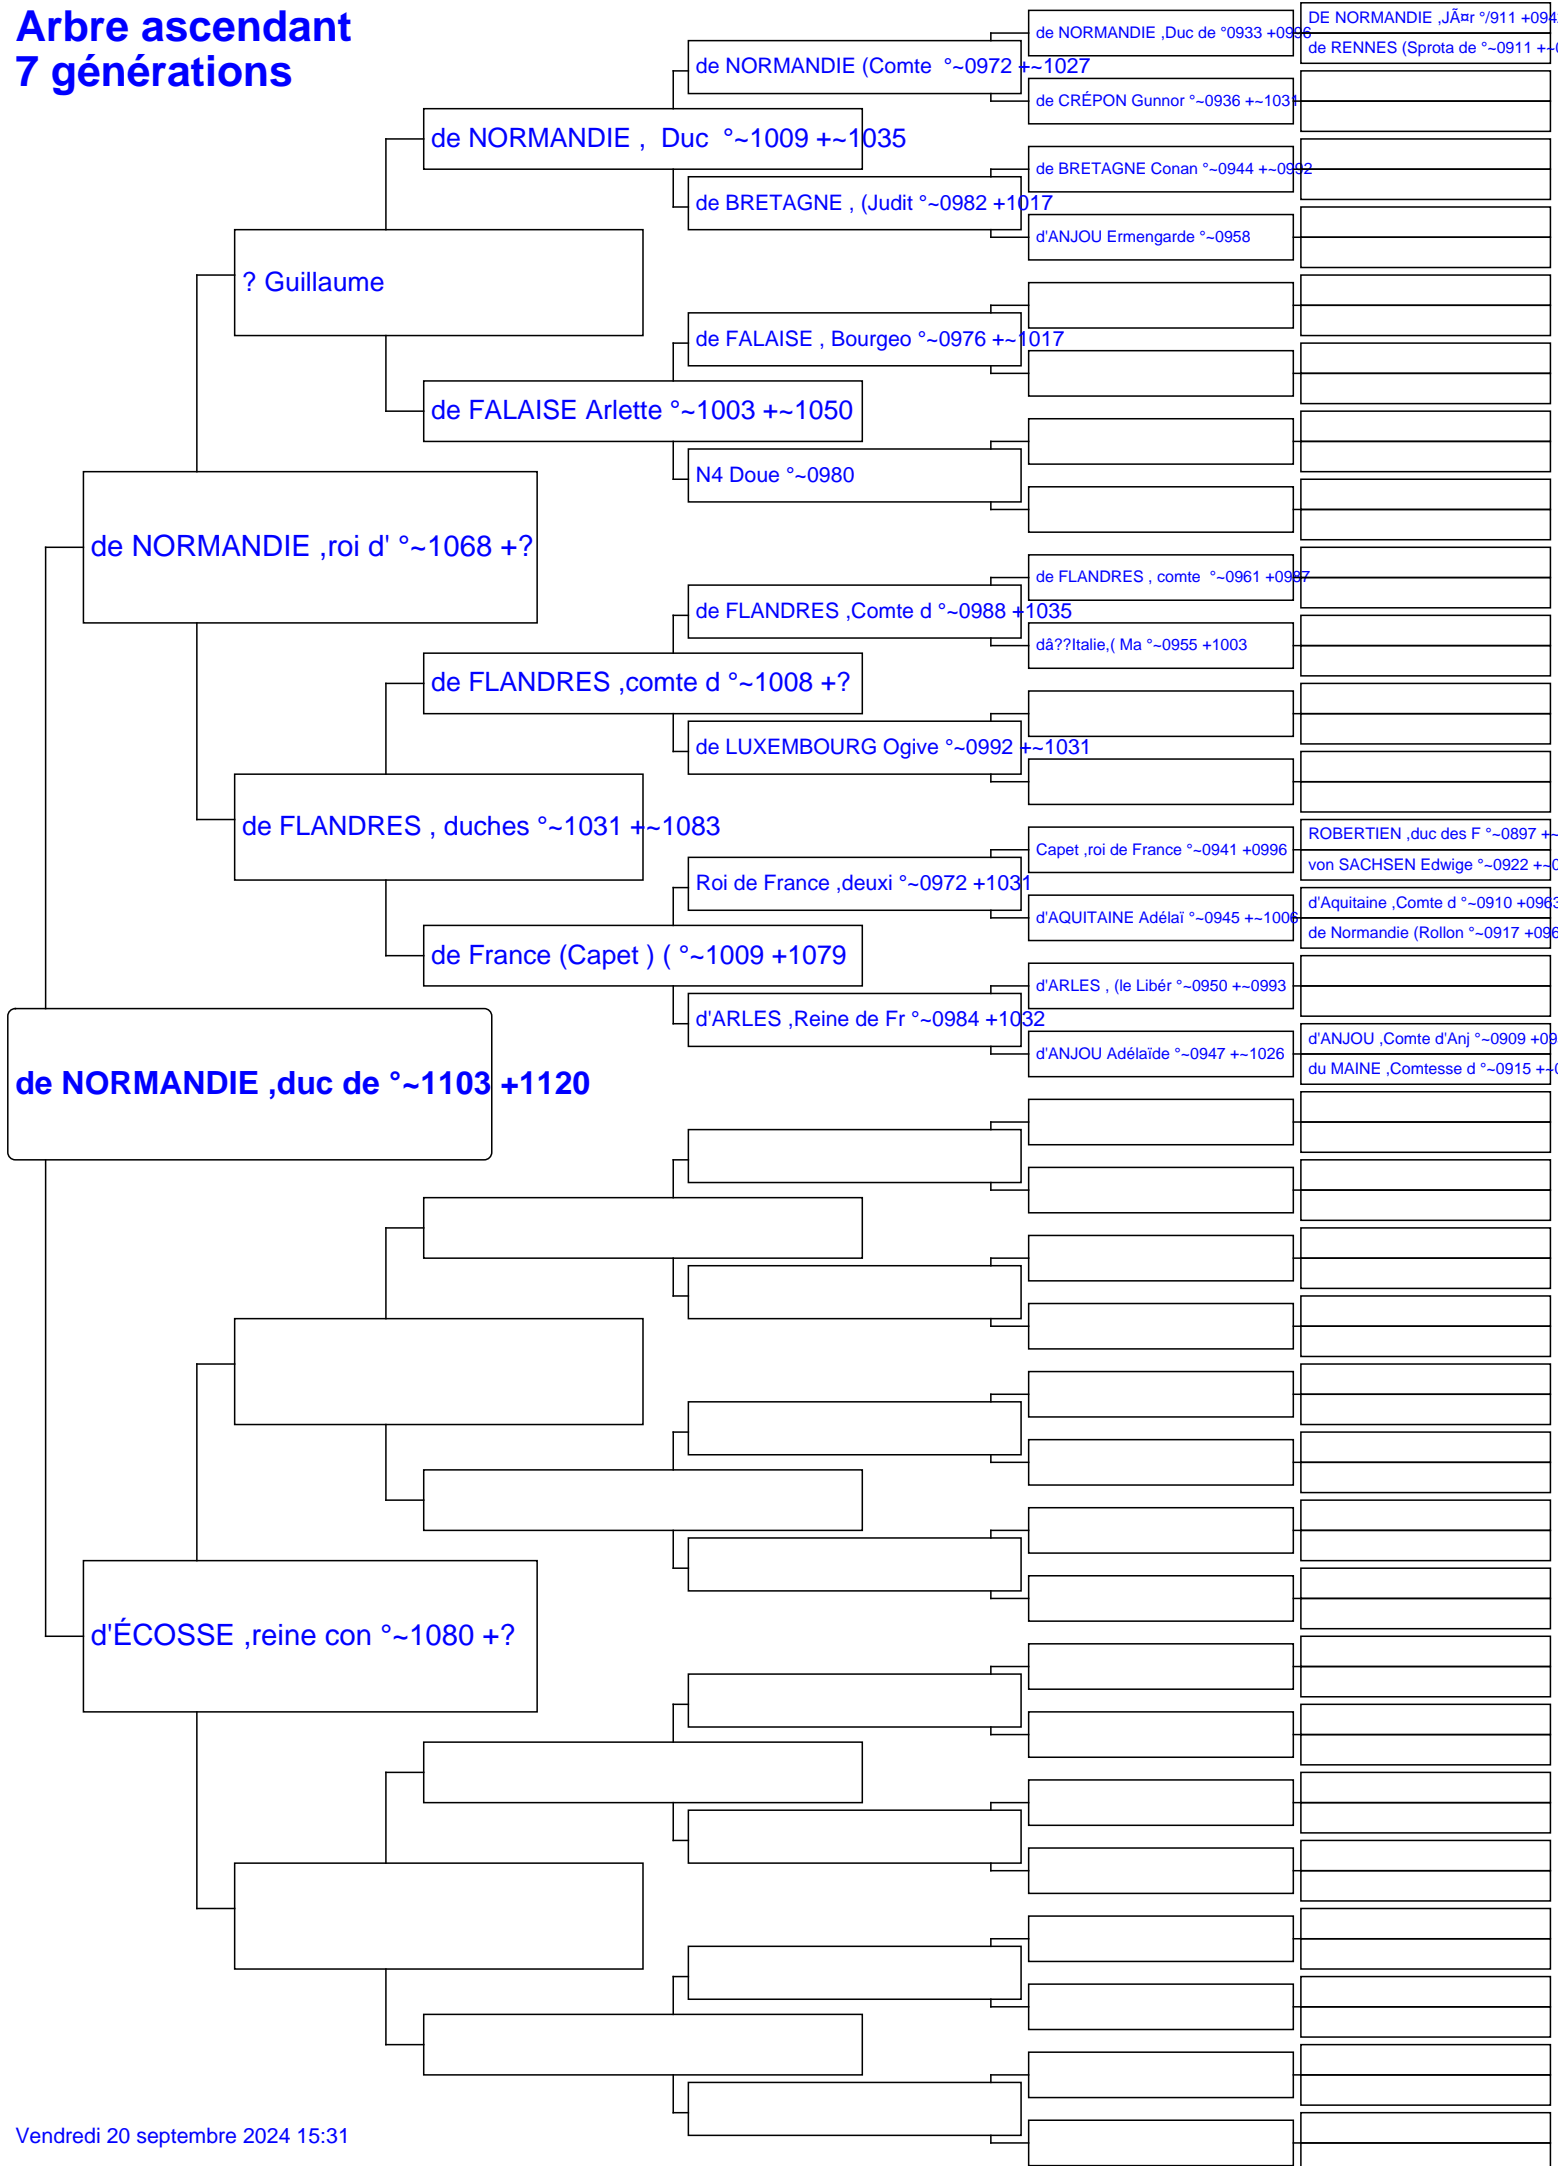 Arbre ascendant
7 générations
DE NORMANDIE ,JÃ¤r °/911 +094
de NORMANDIE ,Duc de °0933 +0996
de RENNES (Sprota de °~0911 +~0
de NORMANDIE (Comte  °~0972 +~1027
de CRÉPON Gunnor °~0936 +~1031
de NORMANDIE ,  Duc  °~1009 +~1035
de BRETAGNE Conan °~0944 +~0992
de BRETAGNE , (Judit °~0982 +1017
d'ANJOU Ermengarde °~0958
? Guillaume
de FALAISE , Bourgeo °~0976 +~1017
de FALAISE Arlette °~1003 +~1050
N4 Doue °~0980
de NORMANDIE ,roi d' °~1068 +?
de FLANDRES , comte  °~0961 +0987
de FLANDRES ,Comte d °~0988 +1035
dâ??Italie,( Ma °~0955 +1003
de FLANDRES ,comte d °~1008 +?
de LUXEMBOURG Ogive °~0992 +~1031
de FLANDRES , duches °~1031 +~1083
ROBERTIEN ,duc des F °~0897 +~
Capet ,roi de France °~0941 +0996
von SACHSEN Edwige °~0922 +~0
Roi de France ,deuxi °~0972 +1031
d'Aquitaine ,Comte d °~0910 +0963
d'AQUITAINE Adélaï °~0945 +~1006
de Normandie (Rollon °~0917 +096
de France (Capet ) ( °~1009 +1079
d'ARLES , (le Libér °~0950 +~0993
d'ARLES ,Reine de Fr °~0984 +1032
d'ANJOU ,Comte d'Anj °~0909 +09
d'ANJOU Adélaïde °~0947 +~1026
du MAINE ,Comtesse d °~0915 +~0
de NORMANDIE ,duc de °~1103 +1120
d'ÉCOSSE ,reine con °~1080 +?
Vendredi 20 septembre 2024 15:31